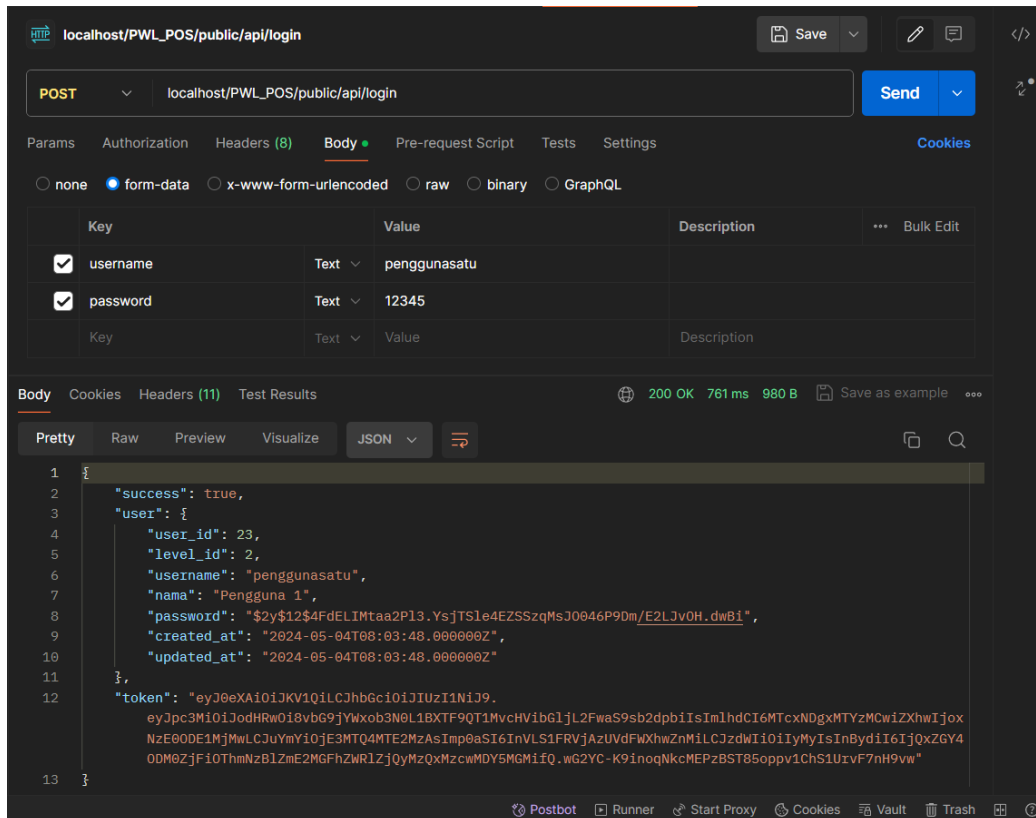 HTTP localhost/PWL_POS/public/api/login Save
POST localhost/PWL_POS/public/api/login Send
Params Authorization Headers (8) Body Pre-request Script Tests Settings Cookies
none form-data x-www-form-urlencoded raw binary GraphQL
Key Value Description Bulk Edit
username Text penggunasatu
password Text 12345
Key Text Value Description
Body Cookies Headers (11) Test Results 200 OK 761 ms 980 B Save as example
Pretty Raw Preview Visualize JSON
1 {
2 "success": true,
3 "user": {
4 "user_id": 23,
5 "level_id": 2,
6 "username": "penggunasatu",
7 "nama": "Pengguna 1",
8 "password": "$2y$12$4FdELIMtaa2Pl3.YsjTSle4EZSSzqMsJO046P9Dm/E2LJvOH.dwBi",
9 "created_at": "2024-05-04T08:03:48.000000Z",
10 "updated_at": "2024-05-04T08:03:48.000000Z"
11 },
12 "token": "eyJ0eXAiOiJKV1QiLCJhbGciOiJIUzI1NiJ9.
eyJpc3MiOiJodHRwOi8vbG9jYWxob3N0L1BXTF9QT1MvcHVibGljL2FwaS9sb2dpbiIsImlhdCI6MTcxNDgxMTYzMCwiZXhwIjox
NzE0ODE1MjMwLCJuYmYiOjE3MTQ4MTE2MzAsImp0aSI6InVLS1FRVjAzUVdFWXhwZnMiLCJzdWIiOiIyMyIsInBydiI6IjQxZGY4
ODM0ZjFiOThmNzBlZmE2MGFhZWRlZjQyMzQxMzcwMDY5MGMifQ.wG2YC-K9inoqNkcMEPzBST85oppv1ChS1UrvF7nH9vw"
13 }
Postbot Runner Start Proxy Cookies Vault Trash